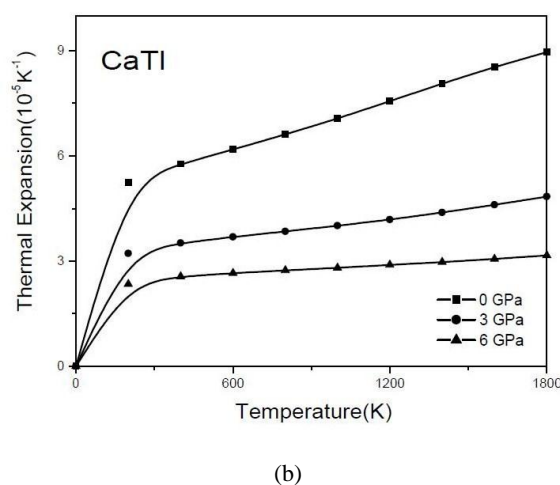 CaTl
Thermal Expansion(10⁻⁵K⁻¹)
9
6
3
0
0 GPa
3 GPa
6 GPa
0
600
1200
1800
Temperature(K)
(b)